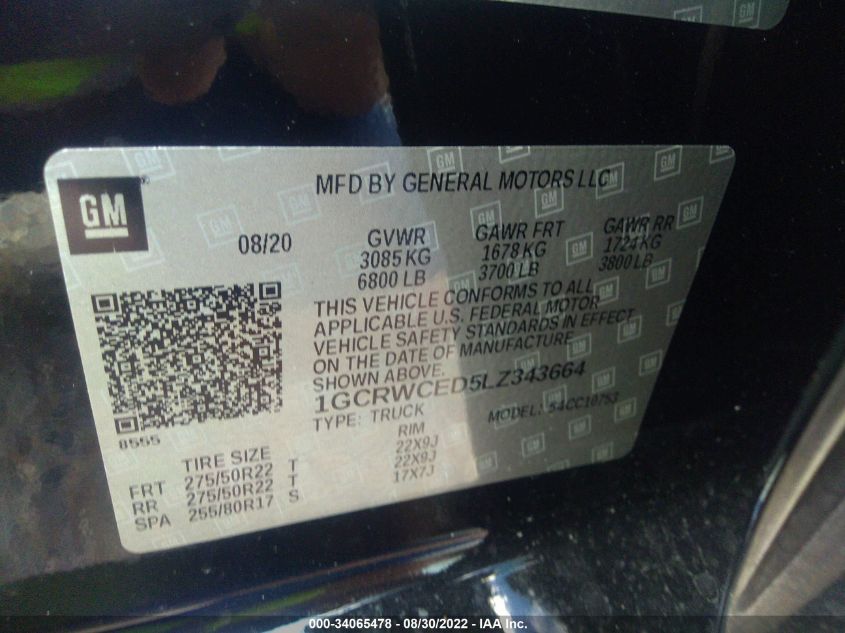 GM
MFD BY GENERAL MOTORS LLC
08/20
GVWR
3085 KG
6800 LB
GAWR FRT
1678 KG
3700 LB
GAWR RR
1724 KG
3800 LB
THIS VEHICLE CONFORMS TO ALL
APPLICABLE U.S. FEDERAL MOTOR
VEHICLE SAFETY STANDARDS IN EFFECT
ON THE DATE OF MANUFACTURE
SHOWN ABOVE.
1GCRWCED5LZ343664
TYPE: TRUCK
MODEL: 54CC10753
8555
TIRE SIZE
RIM
FRT 275/50R22 T 22X9J
RR 275/50R22 T 22X9J
SPA 255/80R17 S 17X7J
000-34065478 - 08/30/2022 - IAA Inc.